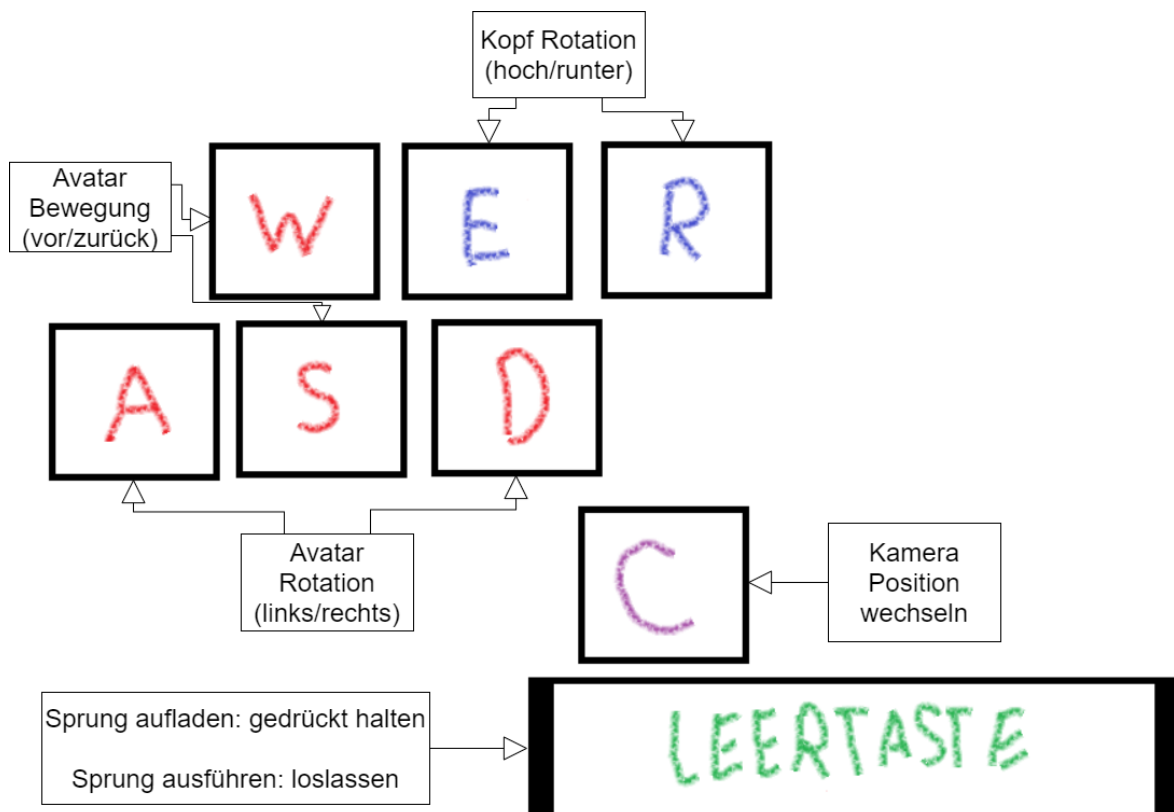 Kopf Rotation
(hoch/runter)
Avatar
Bewegung
(vor/zurück)
W
E
R
A
S
D
Avatar
Rotation
(links/rechts)
C
Kamera
Position
wechseln
Sprung aufladen: gedrückt halten
Sprung ausführen: loslassen
LEERTASTE